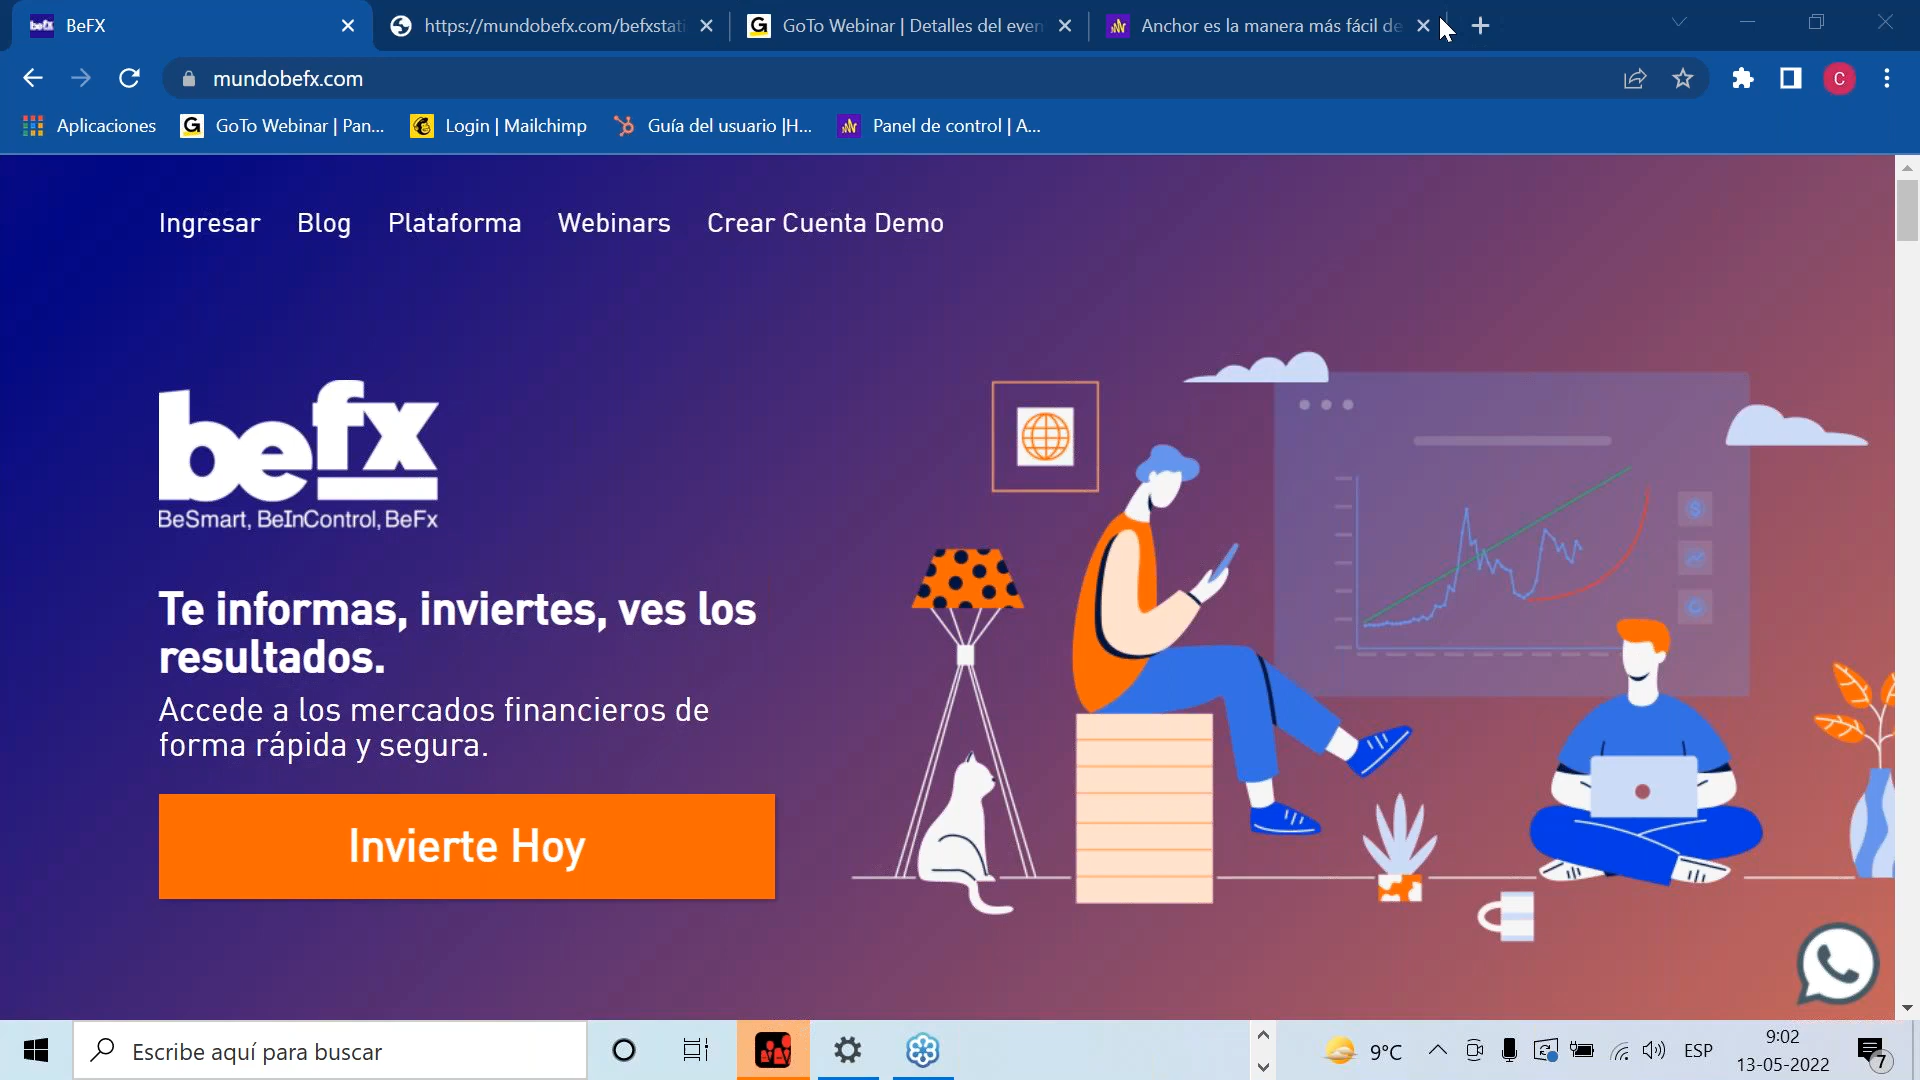 BeFX
https://mundobefx.com/befxstati
GoTo Webinar | Detalles del even
Anchor es la manera más fácil de
mundobefx.com
C
Aplicaciones
GoTo Webinar | Pan...
Login | Mailchimp
Guía del usuario |H...
Panel de control | A...
Ingresar
Blog
Plataforma
Webinars
Crear Cuenta Demo
befx
BeSmart, BeInControl, BeFx
Te informas, inviertes, ves los
resultados.
Accede a los mercados financieros de
forma rápida y segura.
Invierte Hoy
Escribe aquí para buscar
9°C
ESP
9:02
13-05-2022
7